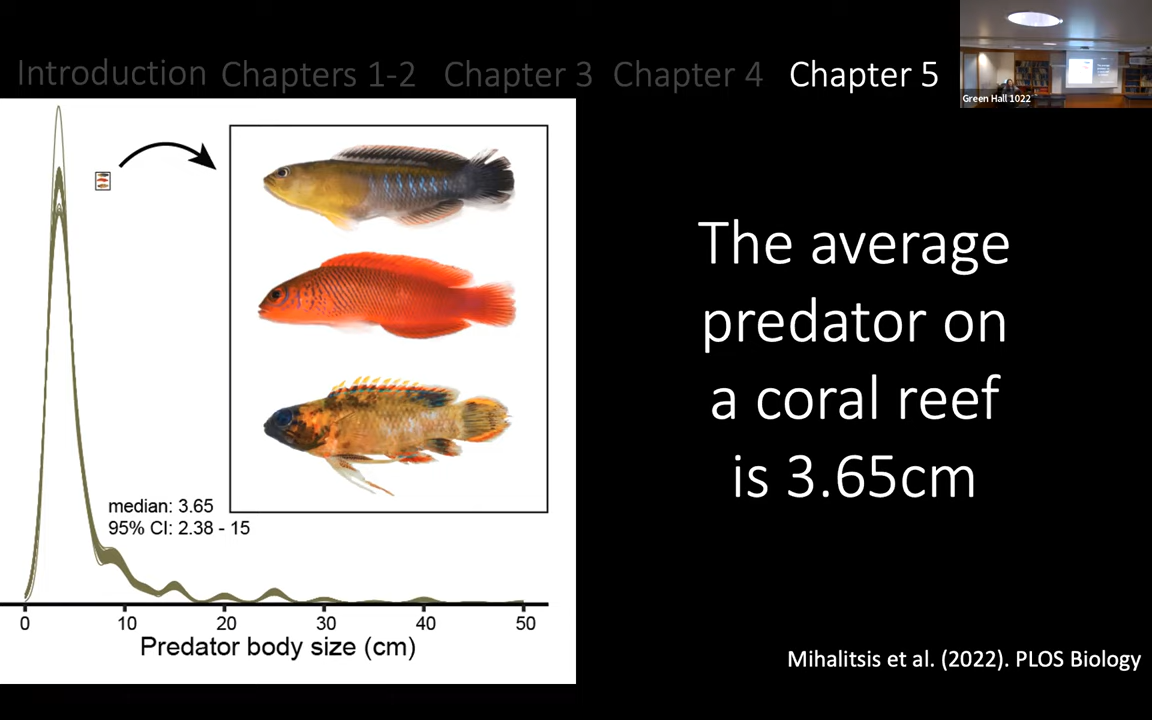 Introduction Chapters 1-2 Chapter 3 Chapter 4 Chapter 5
Green Hall 1022
The average
predator on
a coral reef
is 3.65cm
median: 3.65
95% CI: 2.38 - 15
0 10 20 30 40 50
Predator body size (cm)
Mihalitsis et al. (2022). PLOS Biology